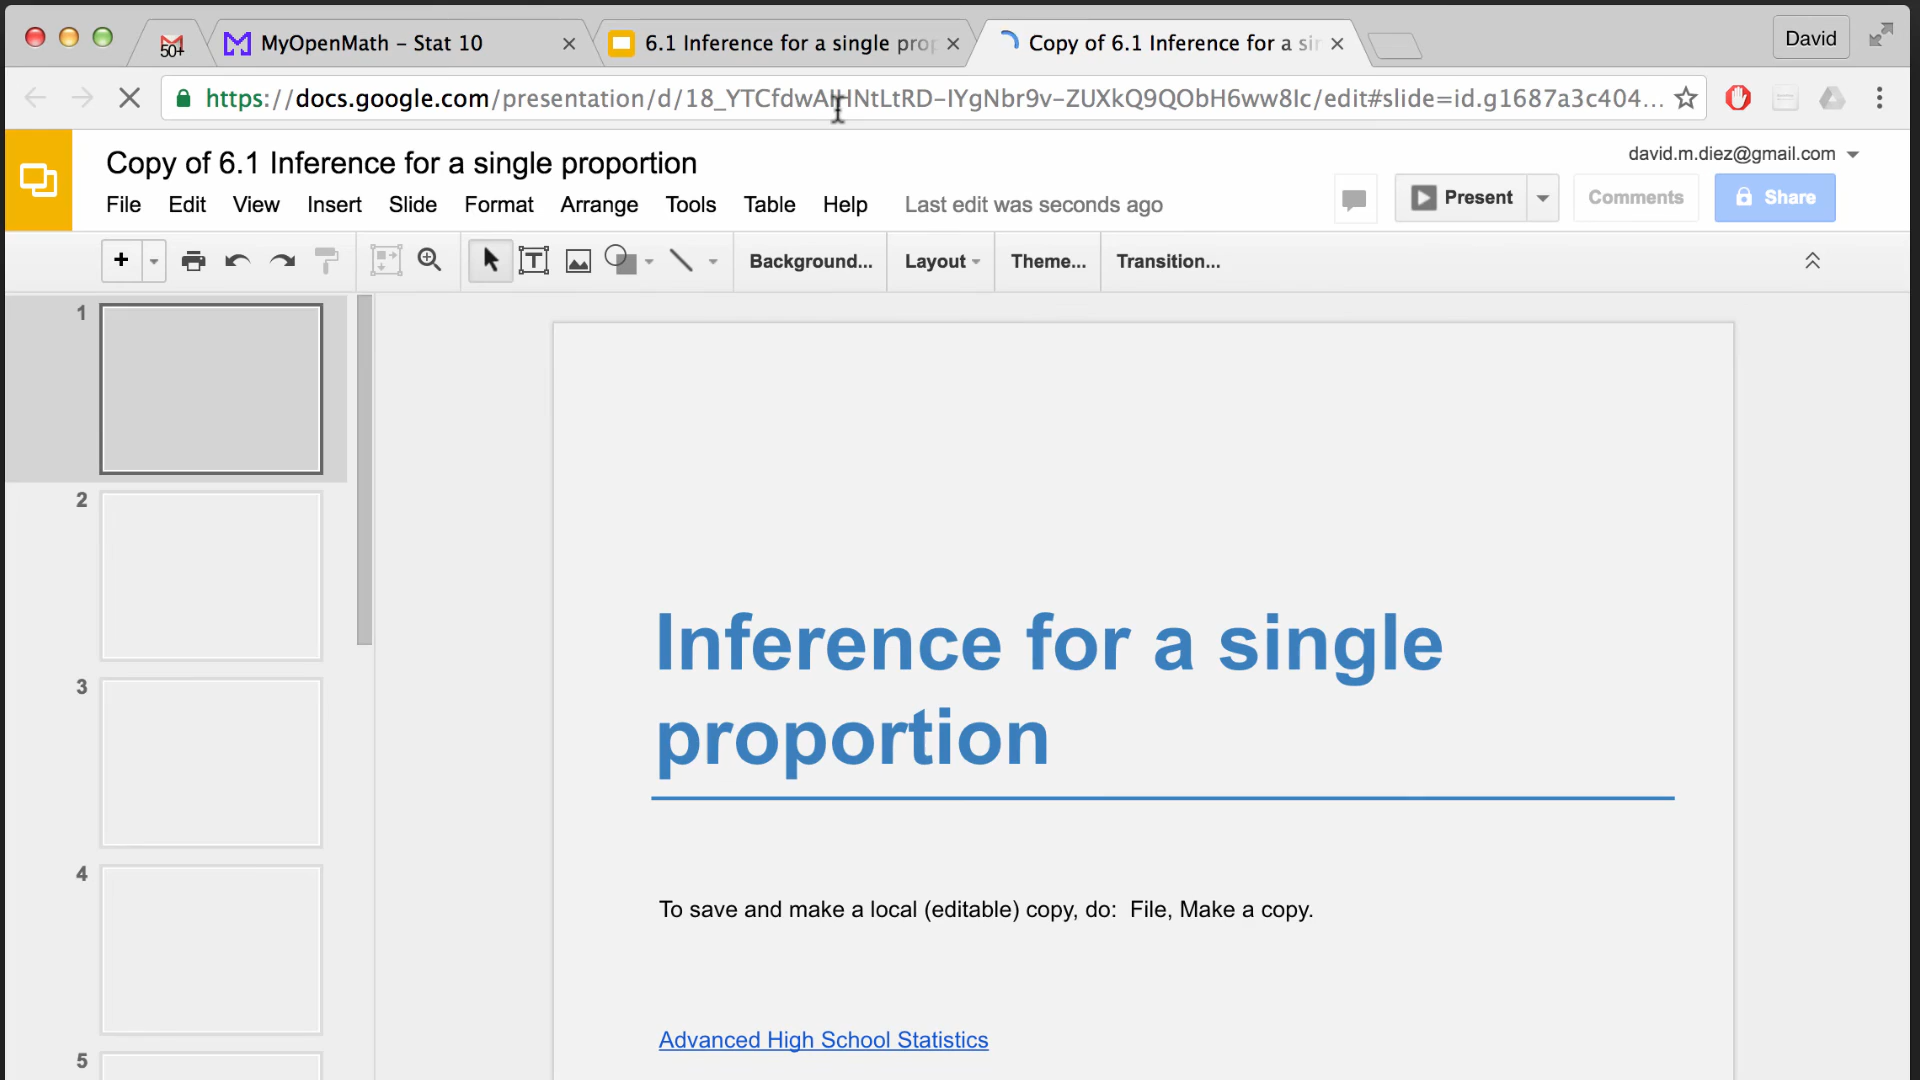 50+
MyOpenMath – Stat 10
6.1 Inference for a single prop
Copy of 6.1 Inference for a sin
David
https://docs.google.com/presentation/d/18_YTCfdwA INtLtRD-IYgNbr9v-ZUXkQ9QObH6ww8Ic/edit#slide=id.g1687a3c404...
Copy of 6.1 Inference for a single proportion
david.m.diez@gmail.com
File Edit View Insert Slide Format Arrange Tools Table Help Last edit was seconds ago
Present
Comments
Share
Background...
Layout
Theme...
Transition...
1
2
3
4
5
Inference for a single
proportion
To save and make a local (editable) copy, do: File, Make a copy.
Advanced High School Statistics